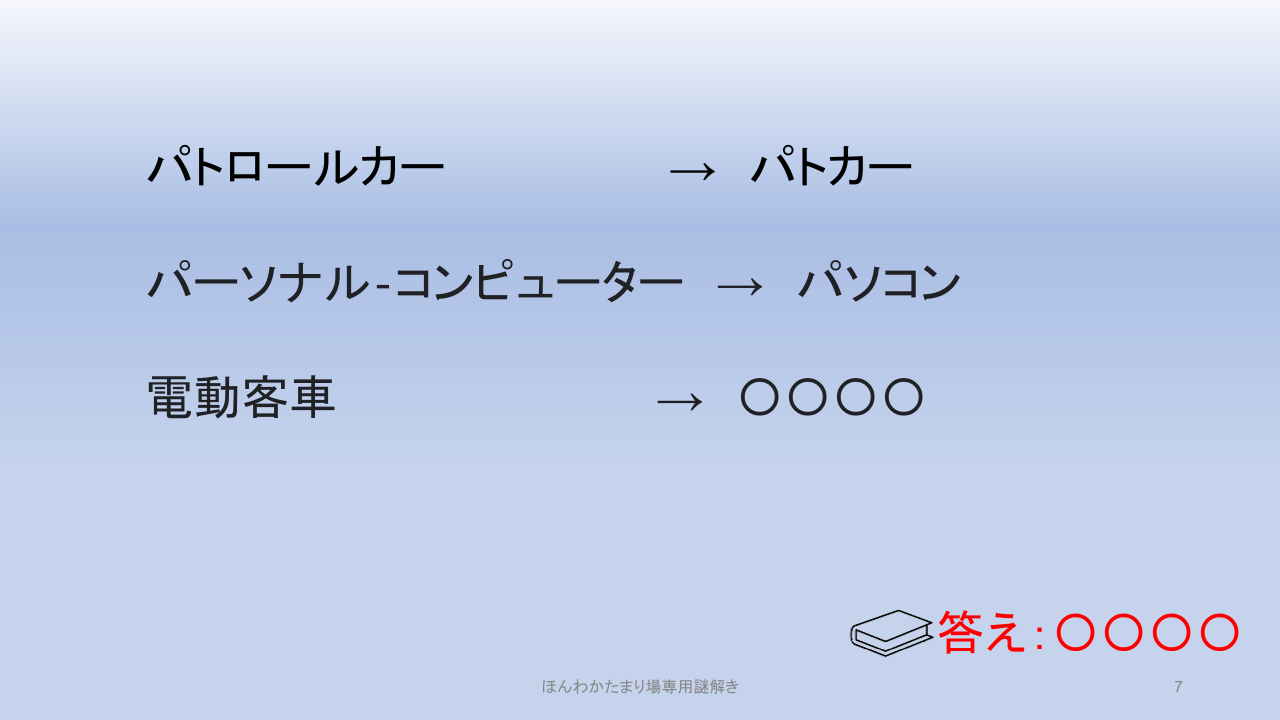 パトロールカー → パトカー
パーソナル-コンピューター → パソコン
電動客車 → 〇〇〇〇
答え:〇〇〇〇
ほんわかたまり場専用謎解き 7